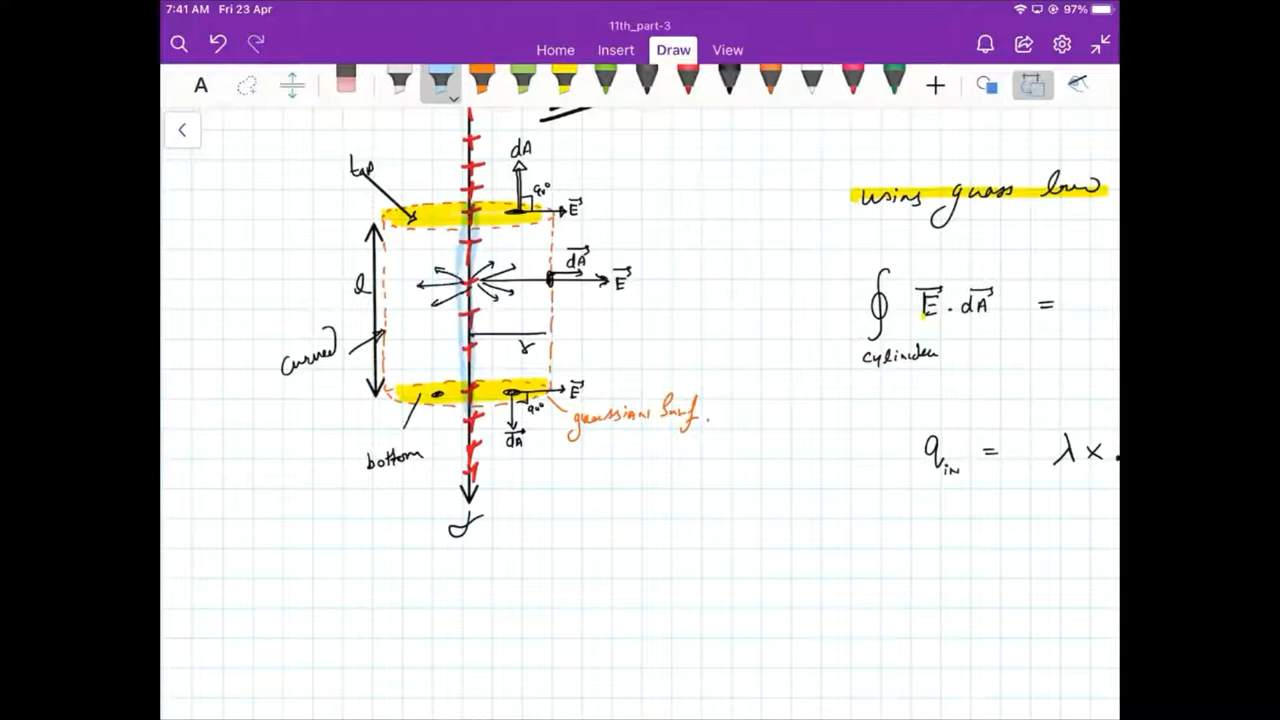 7:41 AM Fri 23 Apr
97%
11th_part-3
Home Insert Draw View
A
top
dA
90°
E
using guass law
dA
E
l
∮ E . dA =
cylinder
curved
r
E
90°
gaussian Surf.
dA
bottom
q_IN = λ × .